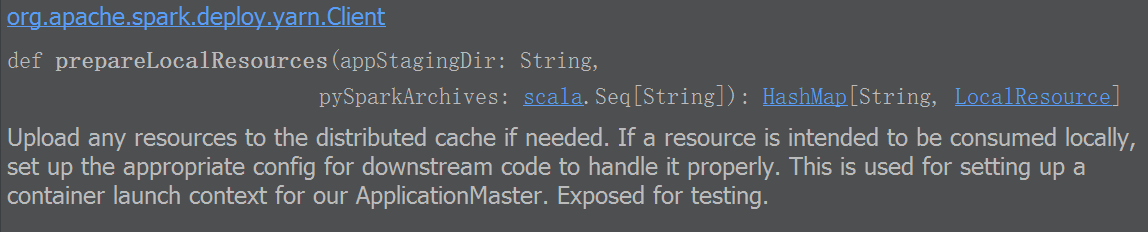 org.apache.spark.deploy.yarn.Client
def prepareLocalResources(appStagingDir: String,
pySparkArchives: scala.Seq[String]): HashMap[String, LocalResource]
Upload any resources to the distributed cache if needed. If a resource is intended to be consumed locally,
set up the appropriate config for downstream code to handle it properly. This is used for setting up a
container launch context for our ApplicationMaster. Exposed for testing.